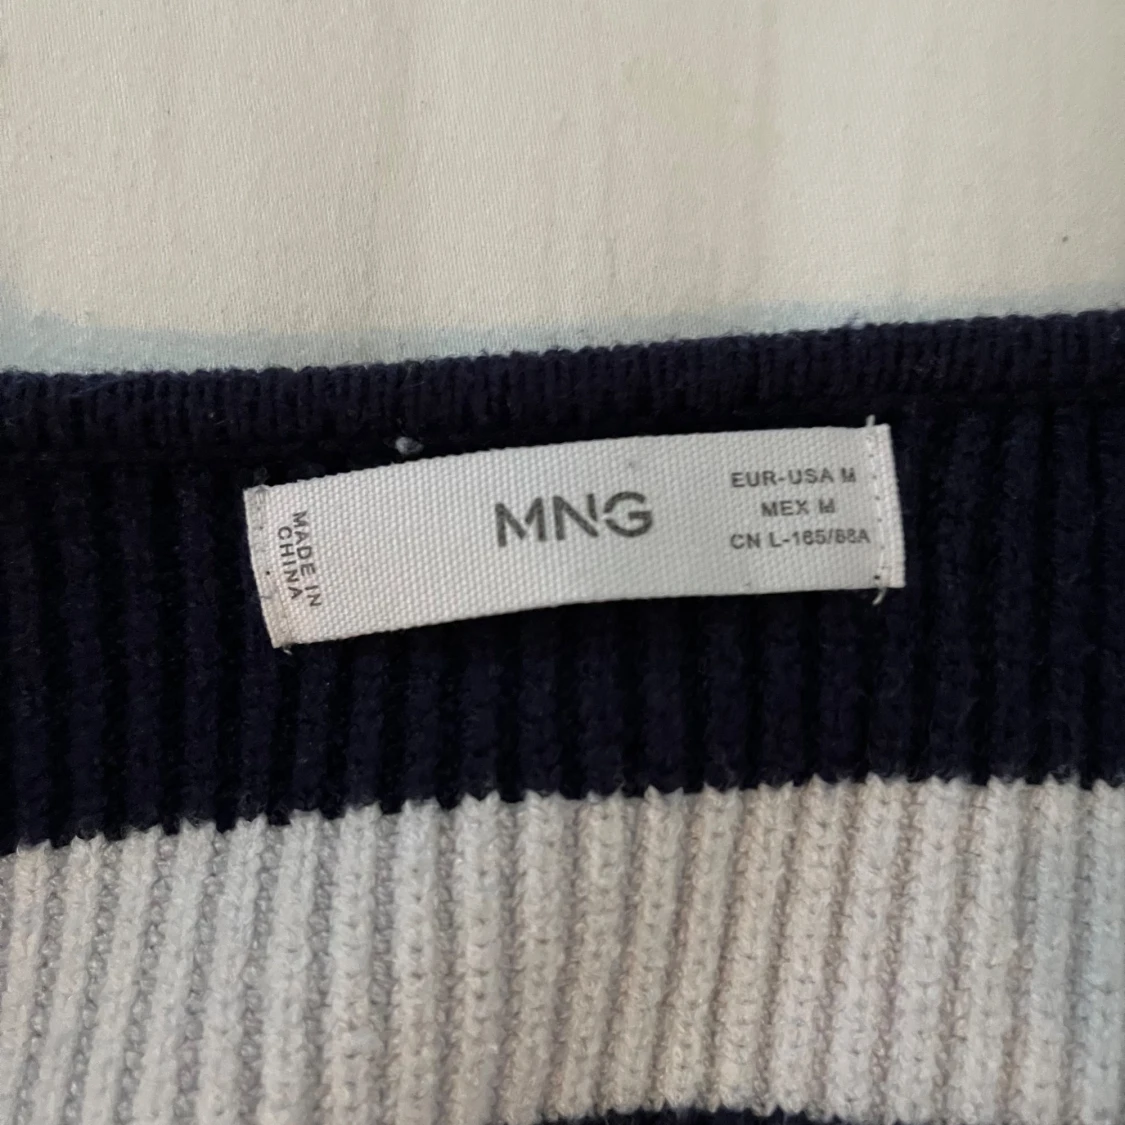 MADE IN
CHINA
MNG
EUR-USA M
MEX M
CN L-165/88A